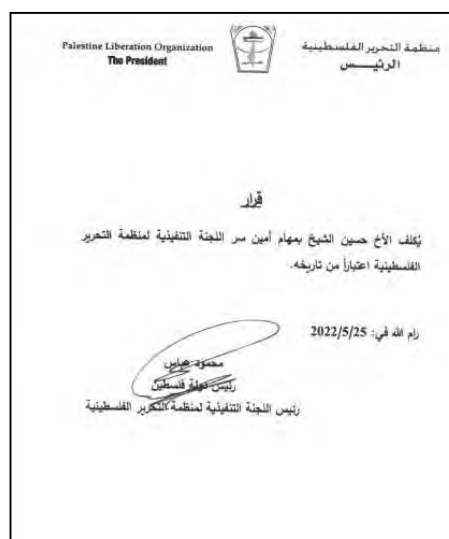 Palestine Liberation Organization
The President
منظمة التحرير الفلسطينية
الرئيــــس
قرار
يُكلف الأخ حسين الشيخ بمهام أمين سر اللجنة التنفيذية لمنظمة التحرير
الفلسطينية اعتباراً من تاريخه.
رام الله في: 2022/5/25
محمود عباس
رئيس دولة فلسطين
رئيس اللجنة التنفيذية لمنظمة التحرير الفلسطينية